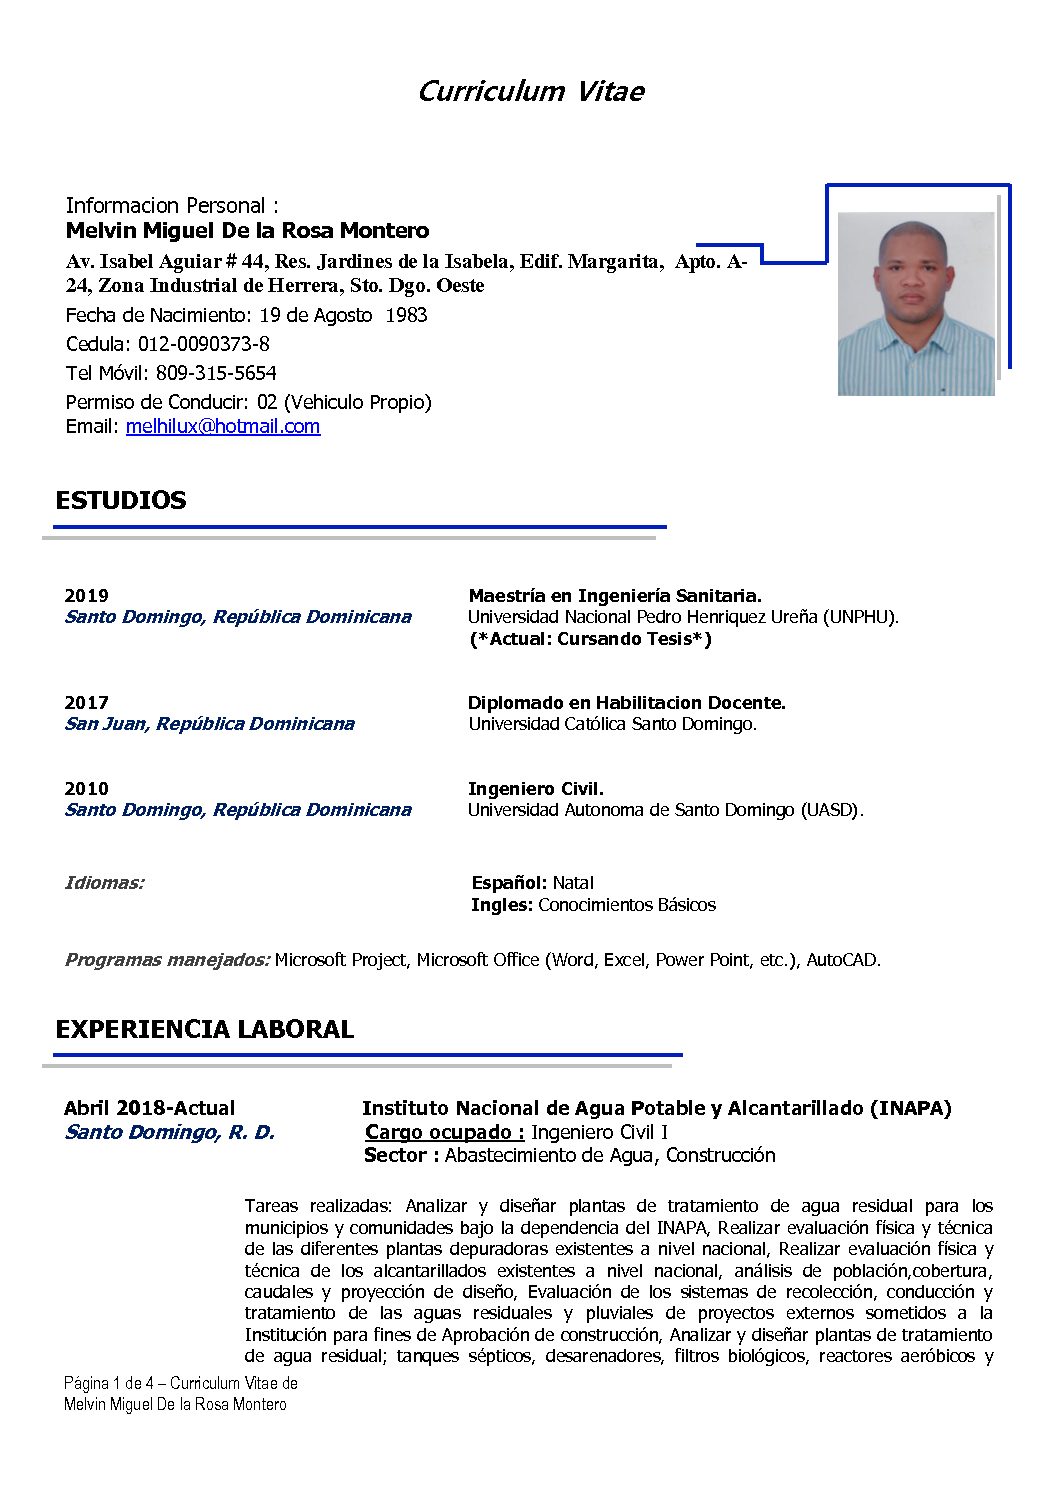 Curriculum Vitae
Informacion Personal :
Melvin Miguel De la Rosa Montero
Av. Isabel Aguiar # 44, Res. Jardines de la Isabela, Edif. Margarita, Apto. A-
24, Zona Industrial de Herrera, Sto. Dgo. Oeste
Fecha de Nacimiento: 19 de Agosto 1983
Cedula: 012-0090373-8
Tel Móvil: 809-315-5654
Permiso de Conducir: 02 (Vehiculo Propio)
Email: melhilux@hotmail.com
ESTUDIOS
2019 Maestría en Ingeniería Sanitaria.
Santo Domingo, República Dominicana Universidad Nacional Pedro Henriquez Ureña (UNPHU).
(*Actual: Cursando Tesis*)
2017 Diplomado en Habilitacion Docente.
San Juan, República Dominicana Universidad Católica Santo Domingo.
2010 Ingeniero Civil.
Santo Domingo, República Dominicana Universidad Autonoma de Santo Domingo (UASD).
Idiomas: Español: Natal
Ingles: Conocimientos Básicos
Programas manejados: Microsoft Project, Microsoft Office (Word, Excel, Power Point, etc.), AutoCAD.
EXPERIENCIA LABORAL
Abril 2018-Actual Instituto Nacional de Agua Potable y Alcantarillado (INAPA)
Santo Domingo, R. D. Cargo ocupado : Ingeniero Civil I
Sector : Abastecimiento de Agua, Construcción
Tareas realizadas: Analizar y diseñar plantas de tratamiento de agua residual para los
municipios y comunidades bajo la dependencia del INAPA, Realizar evaluación física y técnica
de las diferentes plantas depuradoras existentes a nivel nacional, Realizar evaluación física y
técnica de los alcantarillados existentes a nivel nacional, análisis de población,cobertura,
caudales y proyección de diseño, Evaluación de los sistemas de recolección, conducción y
tratamiento de las aguas residuales y pluviales de proyectos externos sometidos a la
Institución para fines de Aprobación de construcción, Analizar y diseñar plantas de tratamiento
de agua residual; tanques sépticos, desarenadores, filtros biológicos, reactores aeróbicos y
Página 1 de 4 – Curriculum Vitae de
Melvin Miguel De la Rosa Montero